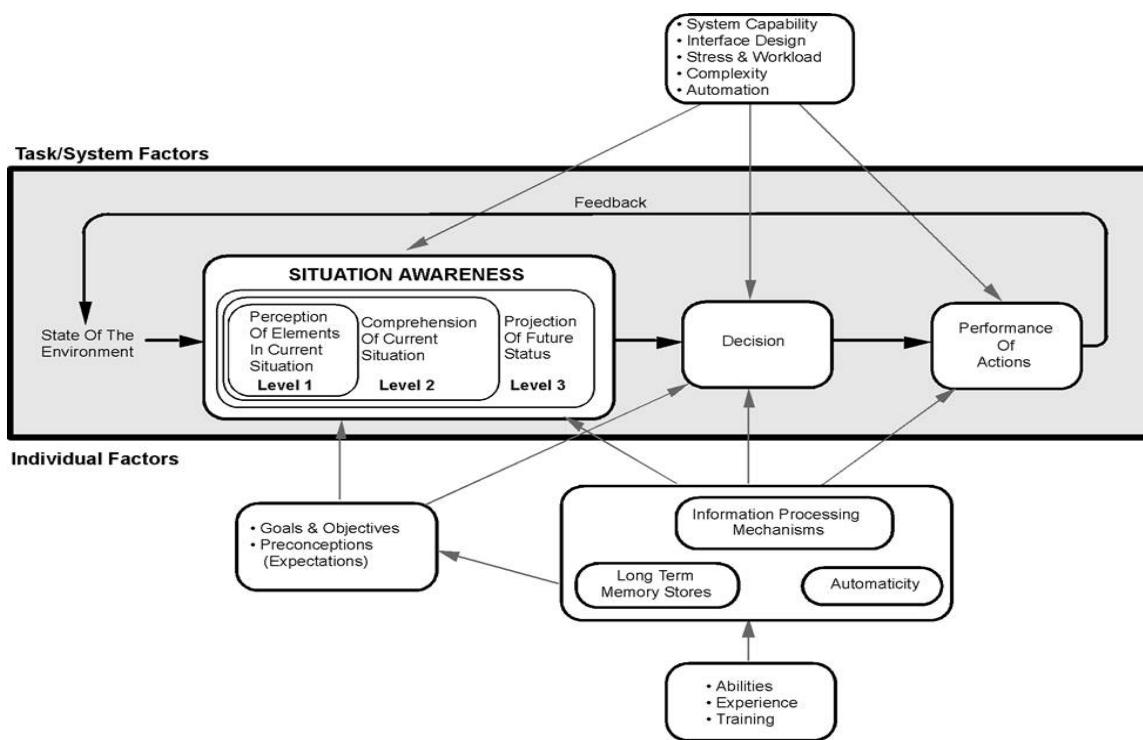 • System Capability
• Interface Design
• Stress & Workload
• Complexity
• Automation
Task/System Factors
Feedback
SITUATION AWARENESS
State Of The
Environment
Perception
Of Elements
In Current
Situation
Level 1
Comprehension
Of Current
Situation
Level 2
Projection
Of Future
Status
Level 3
Decision
Performance
Of
Actions
Individual Factors
• Goals & Objectives
• Preconceptions
(Expectations)
Information Processing
Mechanisms
Long Term
Memory Stores
Automaticity
• Abilities
• Experience
• Training